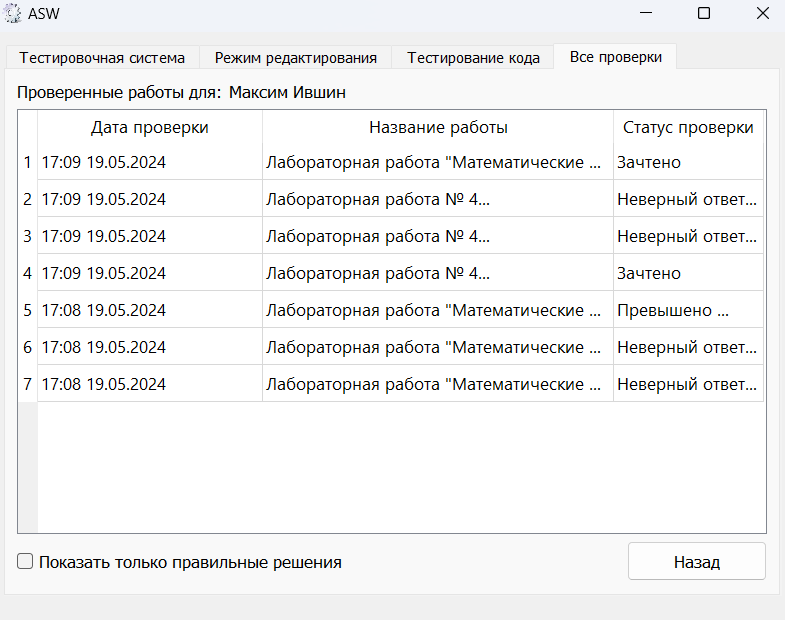 ASW
Тестировочная система Режим редактирования Тестирование кода Все проверки
Проверенные работы для: Максим Ившин
Дата проверки Название работы Статус проверки
1 17:09 19.05.2024 Лабораторная работа "Математические ... Зачтено
2 17:09 19.05.2024 Лабораторная работа № 4... Неверный ответ...
3 17:09 19.05.2024 Лабораторная работа № 4... Неверный ответ...
4 17:09 19.05.2024 Лабораторная работа № 4... Зачтено
5 17:08 19.05.2024 Лабораторная работа "Математические ... Превышено ...
6 17:08 19.05.2024 Лабораторная работа "Математические ... Неверный ответ...
7 17:08 19.05.2024 Лабораторная работа "Математические ... Неверный ответ...
Показать только правильные решения Назад